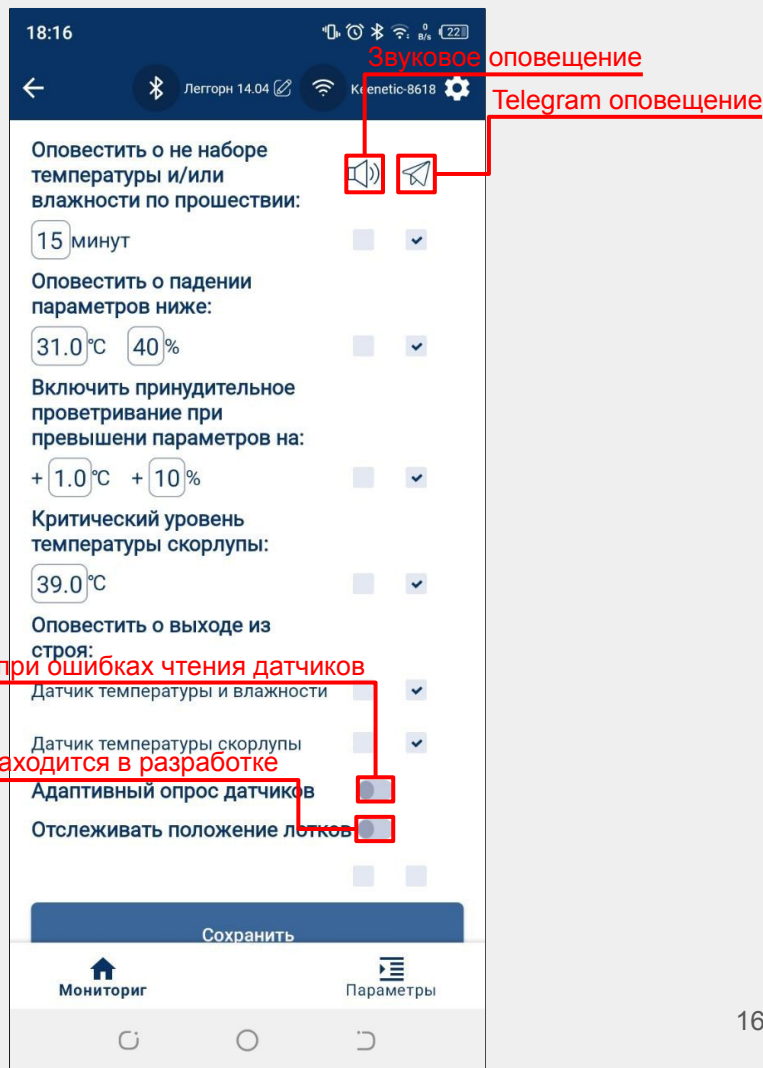 18:16
0 B/s 22
Звуковое оповещение
Леггорн 14.04 Keenetic-8618
Telegram оповещение
Оповестить о не наборе
температуры и/или
влажности по прошествии:
15 минут
Оповестить о падении
параметров ниже:
31.0 °C 40 %
Включить принудительное
проветривание при
превышени параметров на:
+ 1.0 °C + 10 %
Критический уровень
температуры скорлупы:
39.0 °C
Оповестить о выходе из
строя:
при ошибках чтения датчиков
Датчик температуры и влажности
Датчик температуры скорлупы
аходится в разработке
Адаптивный опрос датчиков
Отслеживать положение лотков
Сохранить
Мониториг Параметры
16